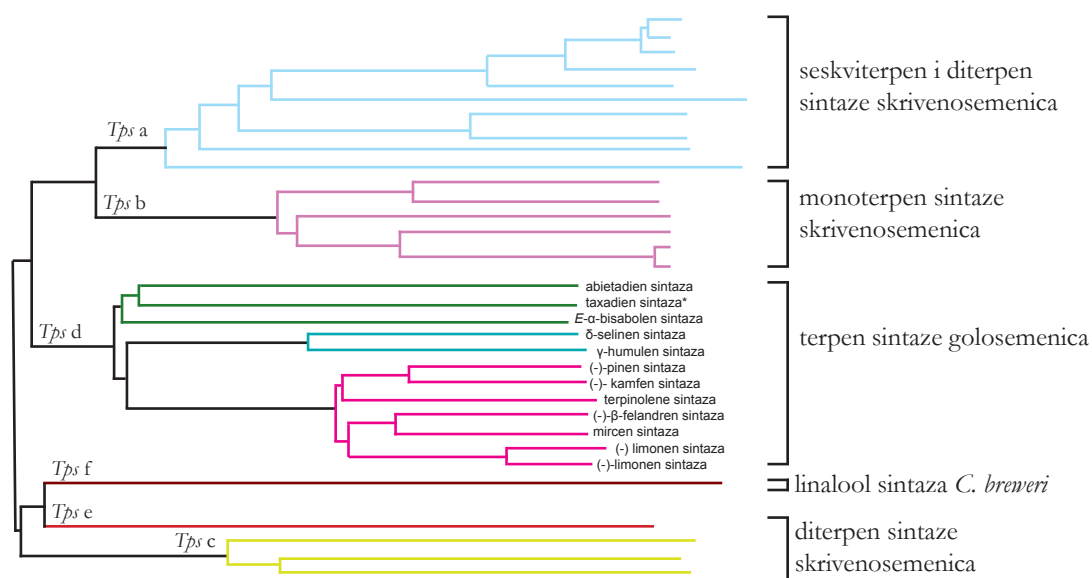 seskviterpen i diterpen
sintaze skrivenosemenica
Tps a
Tps b
monoterpen sintaze
skrivenosemenica
abietadien sintaza
taxadien sintaza*
E-α-bisabolen sintaza
δ-selinen sintaza
γ-humulen sintaza
Tps d
terpen sintaze golosemenica
(-)-pinen sintaza
(-)- kamfen sintaza
terpinolene sintaza
(-)-β-felandren sintaza
mircen sintaza
(-) limonen sintaza
(-)-limonen sintaza
Tps f
linalool sintaza C. breweri
Tps e
Tps c
diterpen sintaze
skrivenosemenica